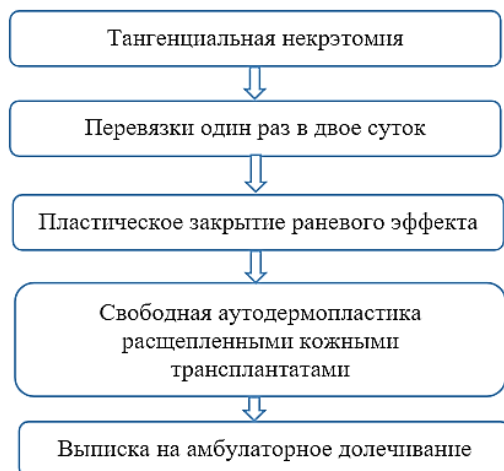 Тангенциальная некрэтомия
Перевязки один раз в двое суток
Пластическое закрытие раневого эффекта
Свободная аутодермопластика
расщепленными кожными
трансплантатами
Выписка на амбулаторное долечивание